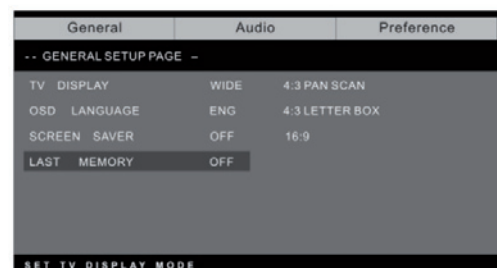 General Audio Preference
-- GENERAL SETUP PAGE –
TV DISPLAY WIDE 4:3 PAN SCAN
OSD LANGUAGE ENG 4:3 LETTER BOX
SCREEN SAVER OFF 16:9
LAST MEMORY OFF
SET TV DISPLAY MODE